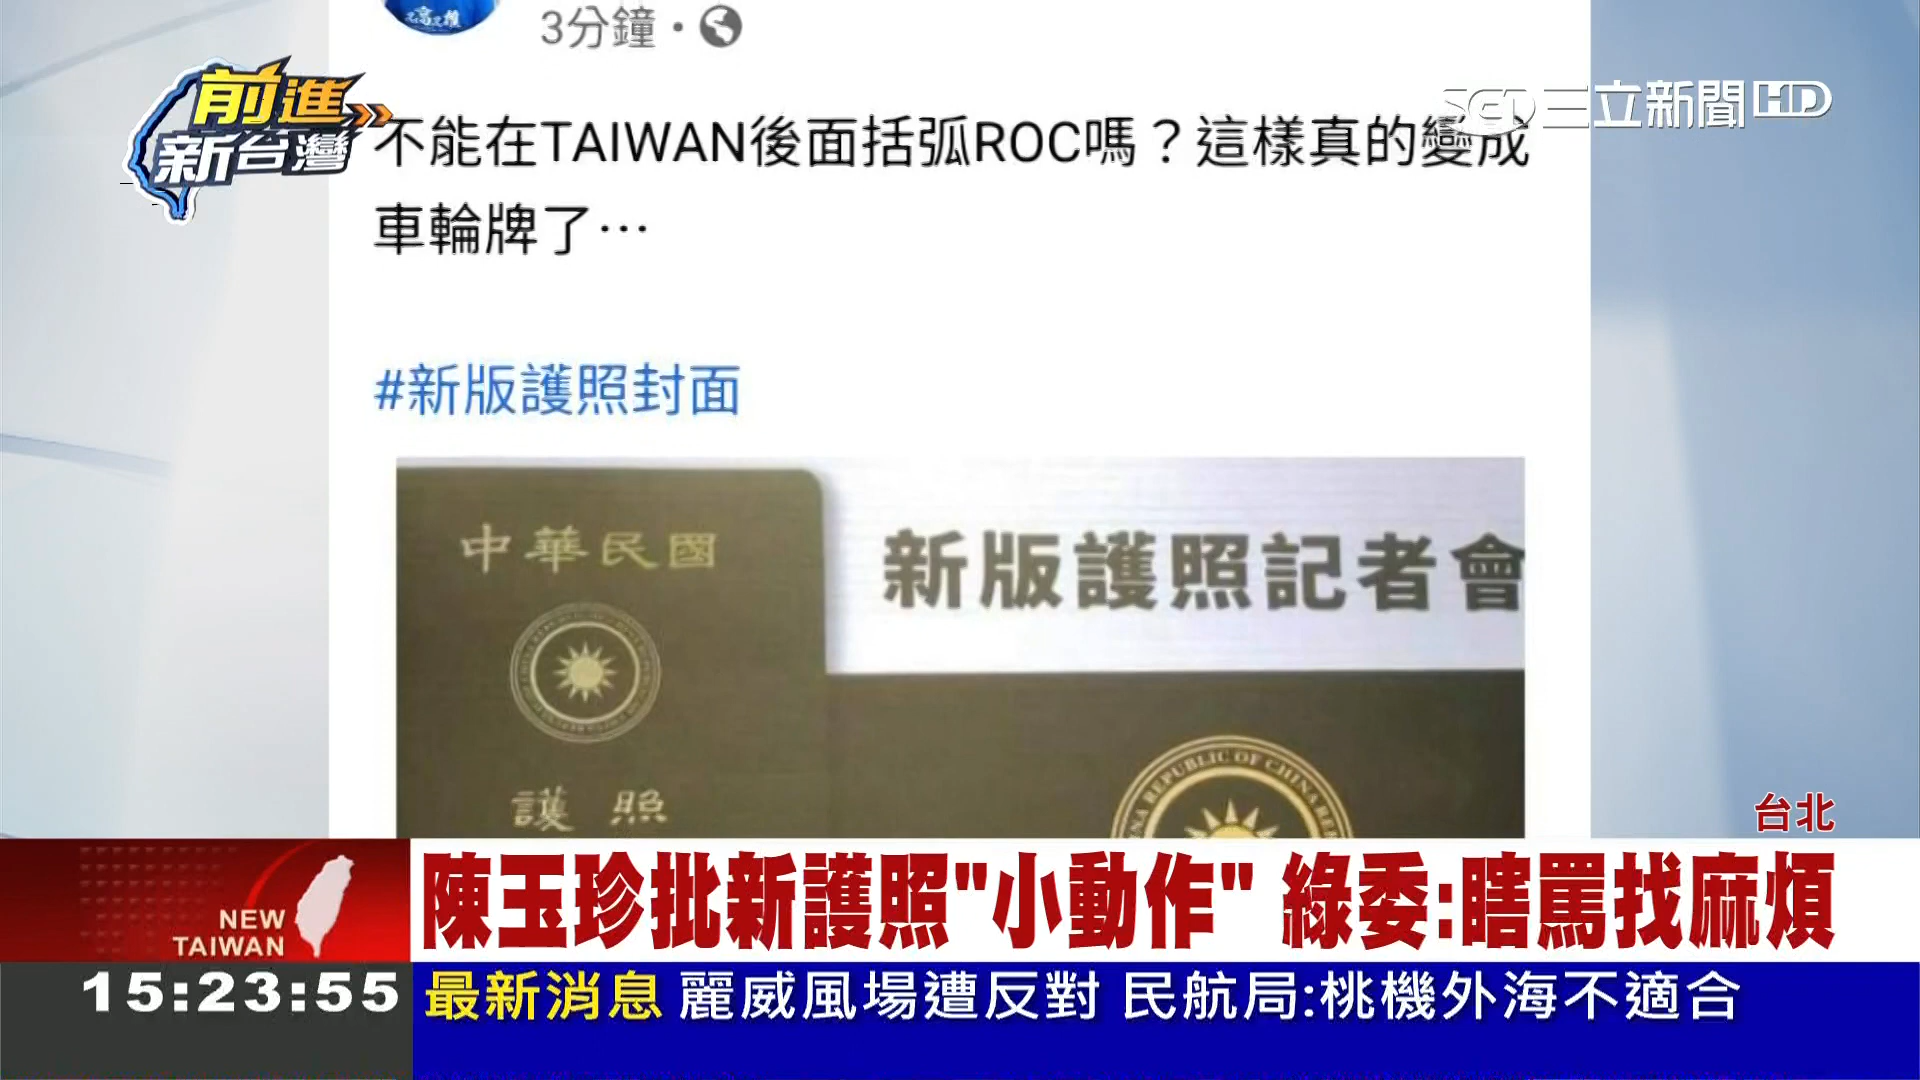 3分鐘
前進
新台灣
三立新聞HD
不能在TAIWAN後面括弧ROC嗎？這樣真的變成
車輪牌了…
#新版護照封面
中華民國
新版護照記者會
REPUBLIC OF CHINA
護照
台北
NEW
TAIWAN
陳玉珍批新護照"小動作" 綠委:瞎罵找麻煩
15:23:55
最新消息 麗威風場遭反對 民航局:桃機外海不適合